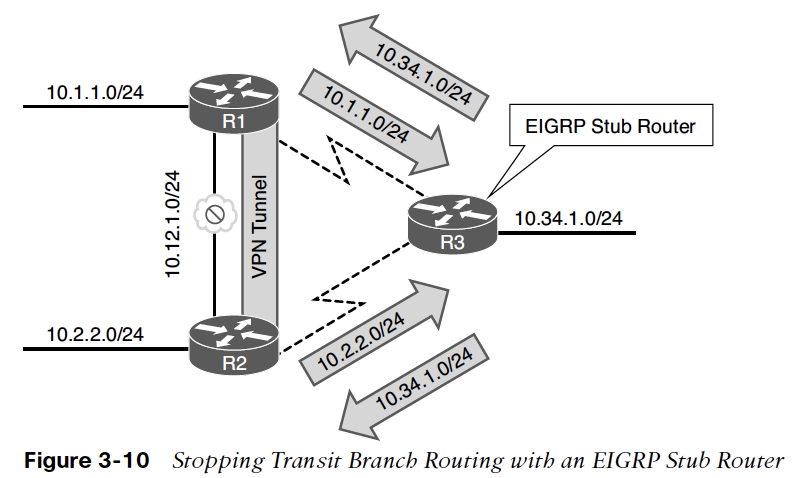 10.1.1.0/24
R1
10.34.1.0/24
10.1.1.0/24
EIGRP Stub Router
10.12.1.0/24
VPN Tunnel
R3
10.34.1.0/24
10.2.2.0/24
R2
10.2.2.0/24
10.34.1.0/24
Figure 3-10 Stopping Transit Branch Routing with an EIGRP Stub Router